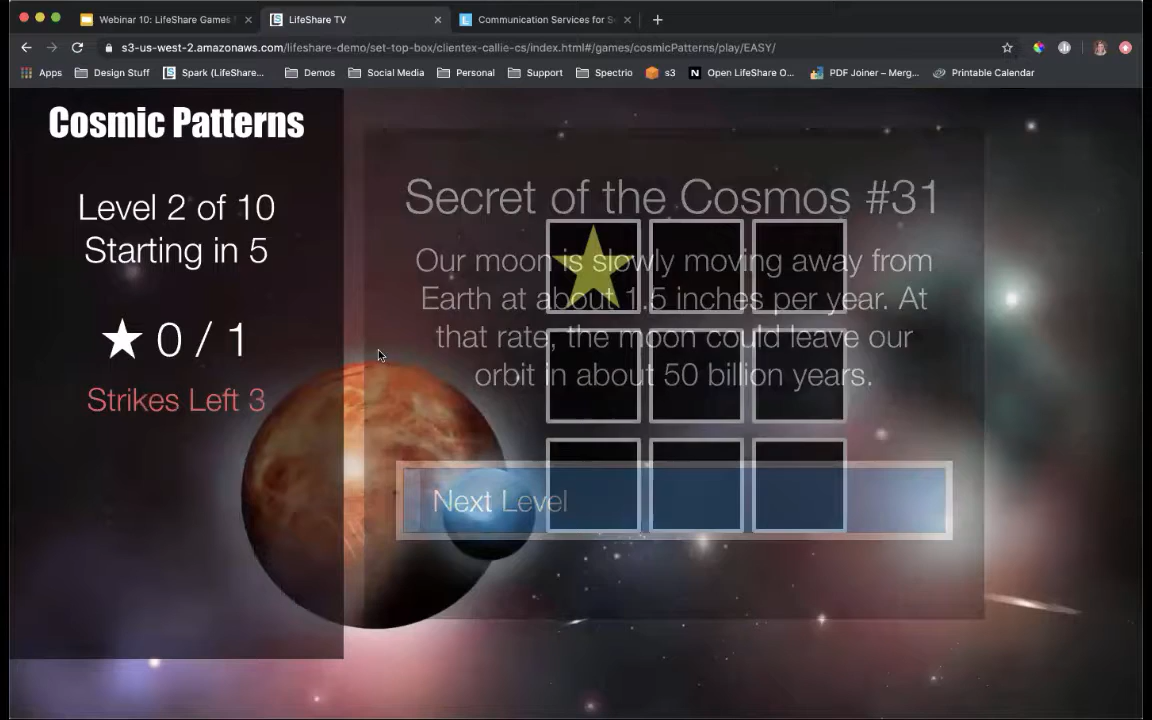 Webinar 10: LifeShare Games
LifeShare TV
Communication Services for S
s3-us-west-2.amazonaws.com/lifeshare-demo/set-top-box/clientex-callie-cs/index.html#/games/cosmicPatterns/play/EASY/
Apps
Design Stuff
Spark (LifeShare...
Demos
Social Media
Personal
Support
Spectrio
s3
Open LifeShare O...
PDF Joiner – Merg...
Printable Calendar
Cosmic Patterns
Level 2 of 10
Starting in 5
0 / 1
Strikes Left 3
Secret of the Cosmos #31
Our moon is slowly moving away from
Earth at about 1.5 inches per year. At
that rate, the moon could leave our
orbit in about 50 billion years.
Next Level